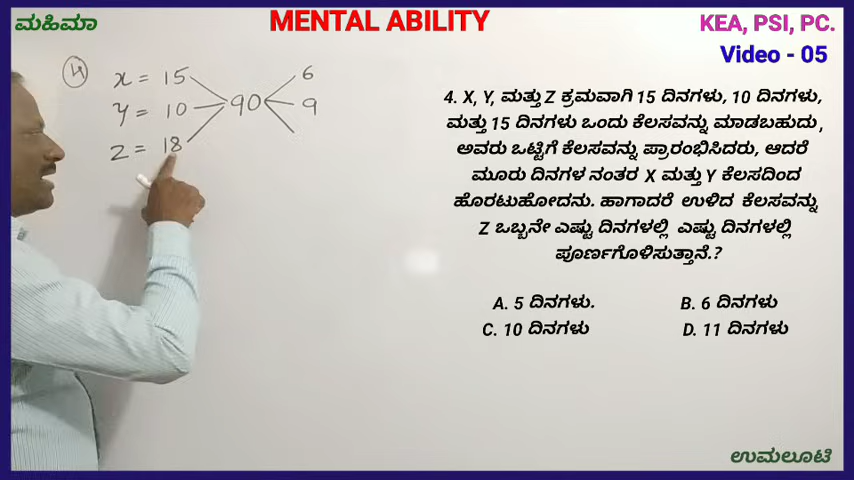 ಮಹಿಮಾ
MENTAL ABILITY
KEA, PSI, PC.
Video - 05
4
x = 15
y = 10
z = 18
90
6
9
4. X, Y, ಮತ್ತು Z ಕ್ರಮವಾಗಿ 15 ದಿನಗಳು, 10 ದಿನಗಳು,
ಮತ್ತು 15 ದಿನಗಳು ಒಂದು ಕೆಲಸವನ್ನು ಮಾಡಬಹುದು,
ಅವರು ಒಟ್ಟಿಗೆ ಕೆಲಸವನ್ನು ಪ್ರಾರಂಭಿಸಿದರು, ಆದರೆ
ಮೂರು ದಿನಗಳ ನಂತರ X ಮತ್ತು Y ಕೆಲಸದಿಂದ
ಹೊರಟುಹೋದನು. ಹಾಗಾದರೆ ಉಳಿದ ಕೆಲಸವನ್ನು
Z ಒಬ್ಬನೇ ಎಷ್ಟು ದಿನಗಳಲ್ಲಿ ಎಷ್ಟು ದಿನಗಳಲ್ಲಿ
ಪೂರ್ಣಗೊಳಿಸುತ್ತಾನೆ.?
A. 5 ದಿನಗಳು.
B. 6 ದಿನಗಳು
C. 10 ದಿನಗಳು
D. 11 ದಿನಗಳು
ಉಮಲೂಟಿ